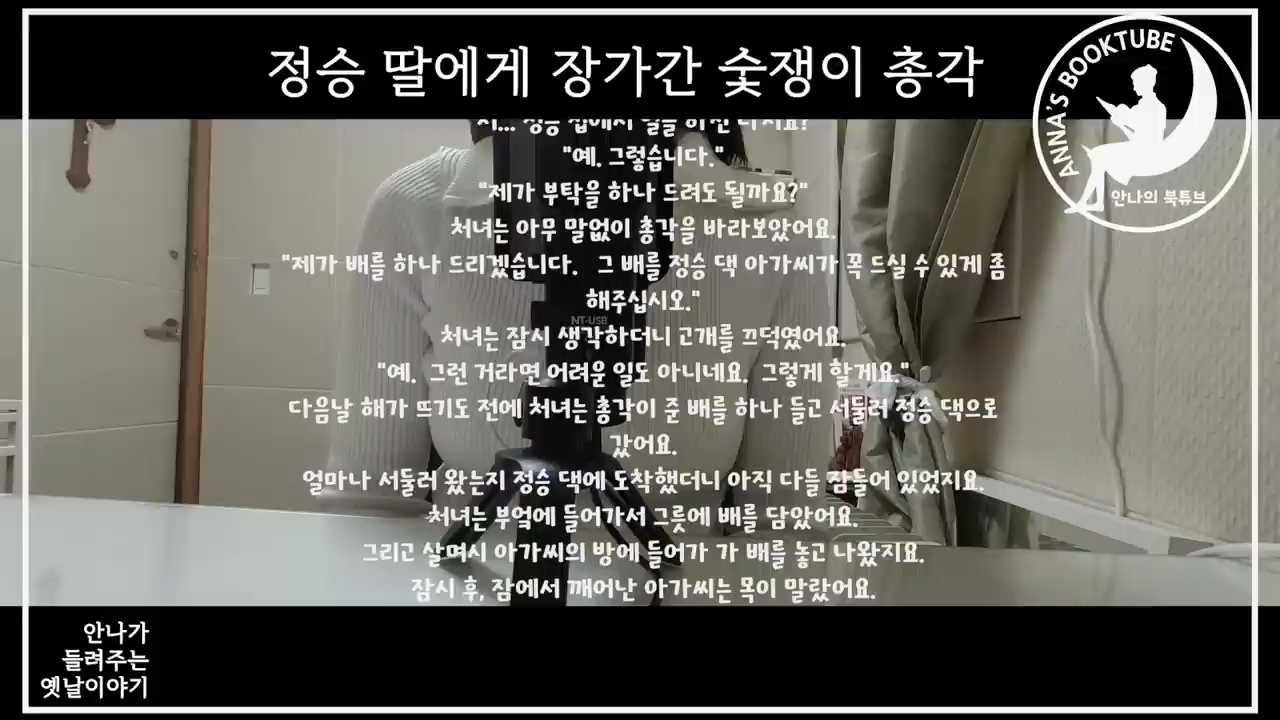 정승 딸에게 장가간 숯쟁이 총각
ANNA'S BOOKTUBE
안나의 북튜브
"예. 그렇습니다."
"제가 부탁을 하나 드려도 될까요?"
처녀는 아무 말없이 총각을 바라보았어요.
"제가 배를 하나 드리겠습니다. 그 배를 정승 댁 아가씨가 꼭 드실 수 있게 좀
해주십시오."
NT-USB
처녀는 잠시 생각하더니 고개를 끄덕였어요.
"예. 그런 거라면 어려운 일도 아니네요. 그렇게 할게요."
다음날 해가 뜨기도 전에 처녀는 총각이 준 배를 하나 들고 서둘러 정승 댁으로
갔어요.
얼마나 서둘러 왔는지 정승 댁에 도착했더니 아직 다들 잠들어 있었지요.
처녀는 부엌에 들어가서 그릇에 배를 담았어요.
그리고 살며시 아가씨의 방에 들어가 가 배를 놓고 나왔지요.
잠시 후, 잠에서 깨어난 아가씨는 목이 말랐어요.
안나가
들려주는
옛날이야기